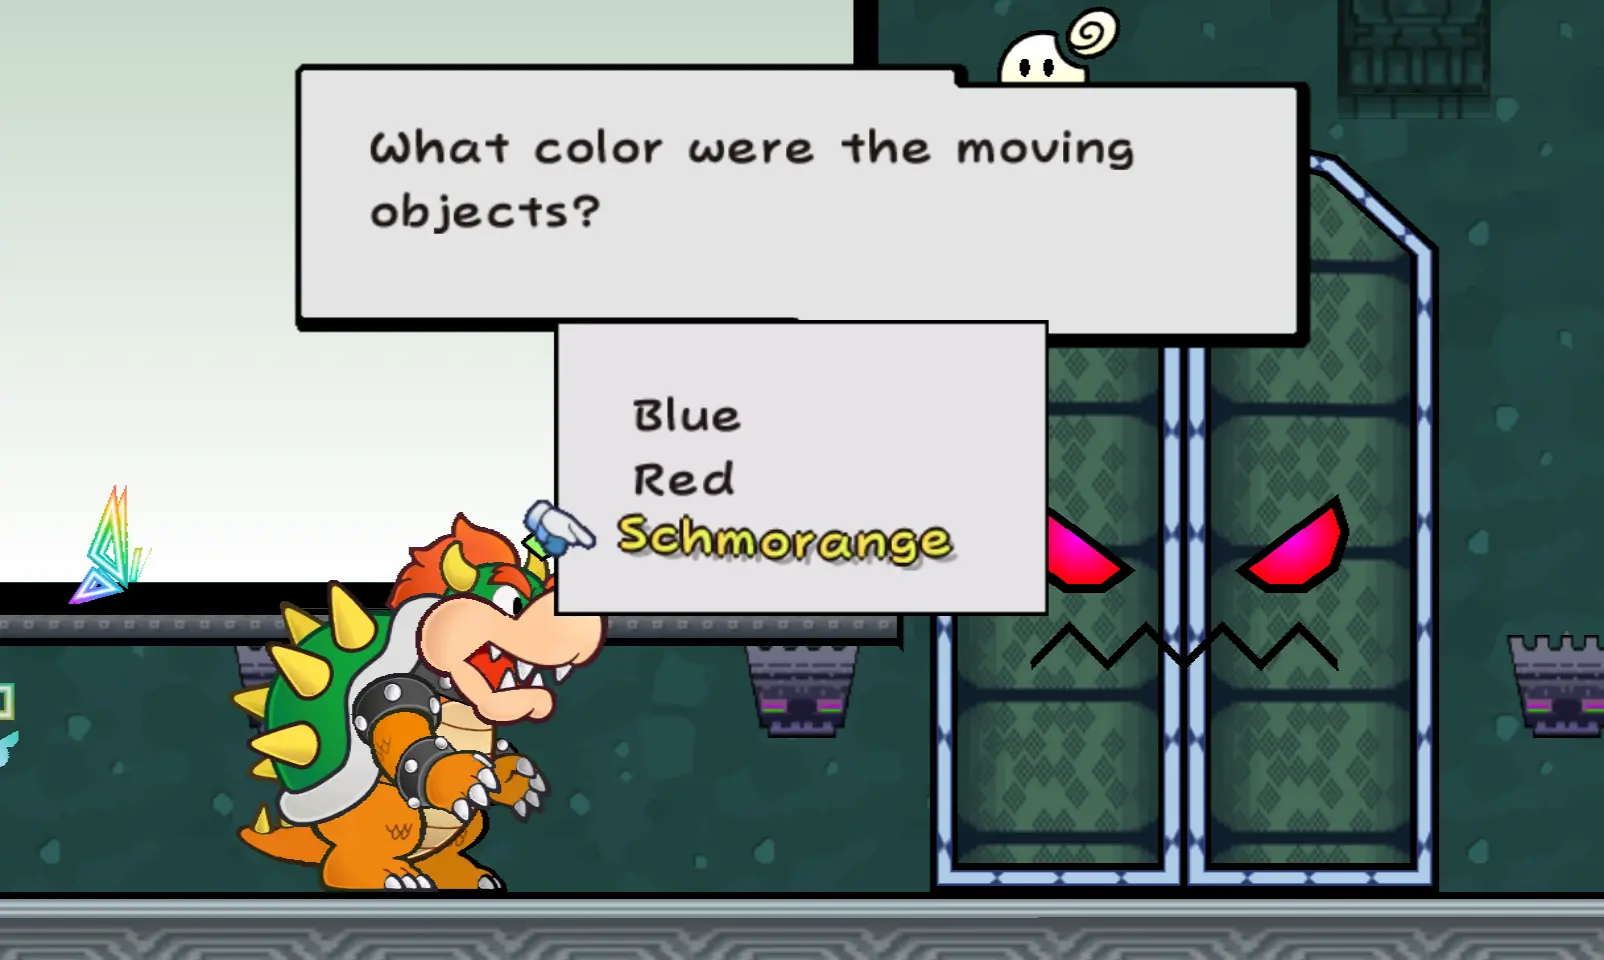 What color were the moving
objects?
Blue
Red
Schmorange